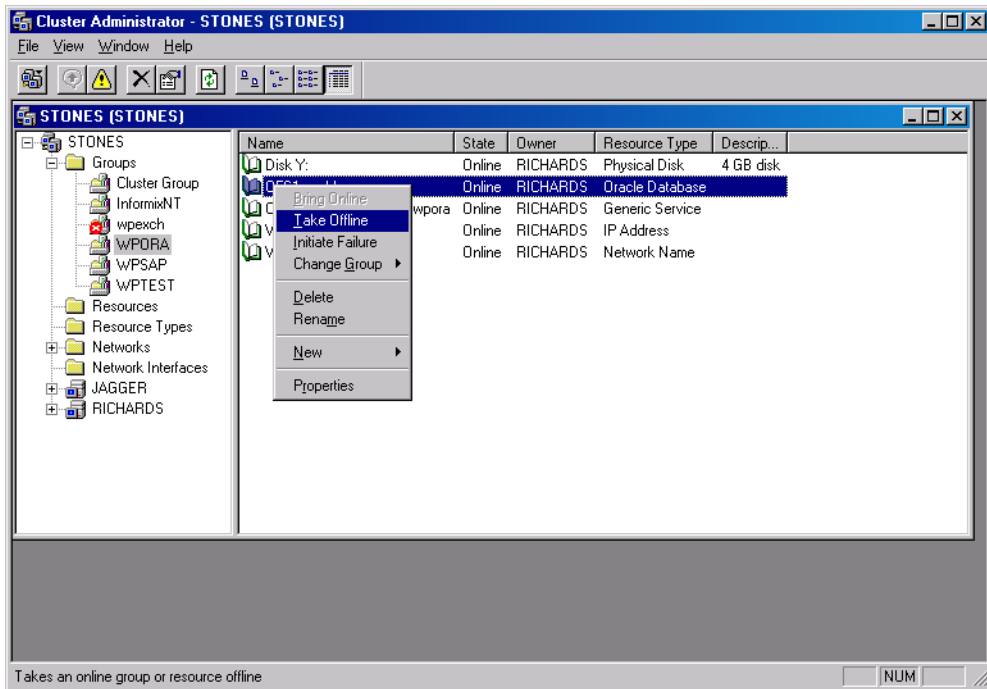 Cluster Administrator - STONES (STONES)
File View Window Help
STONES (STONES)
STONES
Groups
Cluster Group
InformixNT
wpexch
WPORA
WPSAP
WPTEST
Resources
Resource Types
Networks
Network Interfaces
JAGGER
RICHARDS
Name State Owner Resource Type Descrip...
Disk Y: Online RICHARDS Physical Disk 4 GB disk
Online RICHARDS Oracle Database
wpora Online RICHARDS Generic Service
Online RICHARDS IP Address
Online RICHARDS Network Name
Bring Online
Take Offline
Initiate Failure
Change Group
Delete
Rename
New
Properties
Takes an online group or resource offline
NUM